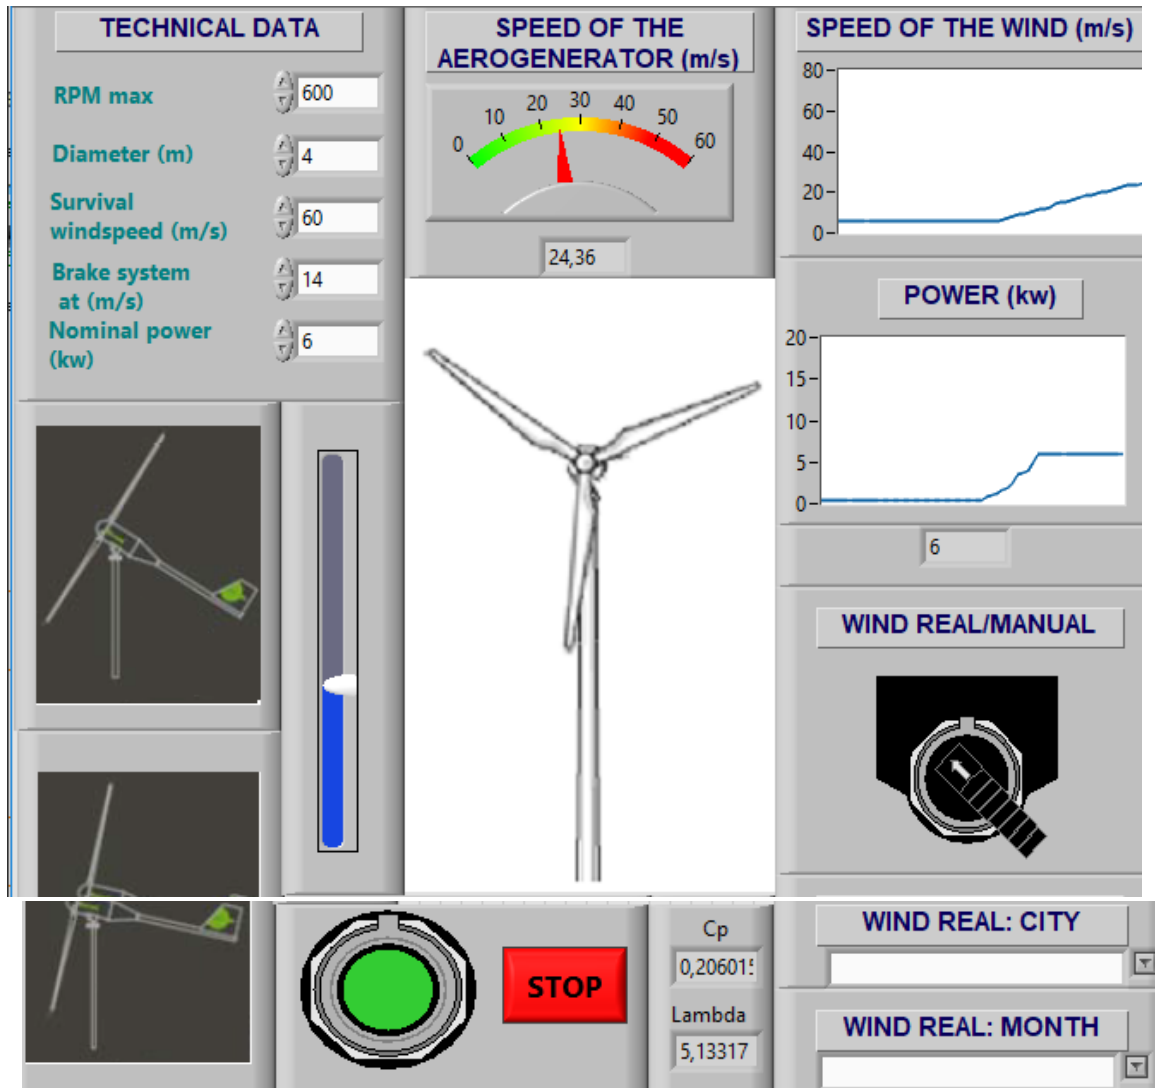 TECHNICAL DATA
RPM max
600
Diameter (m)
4
Survival
windspeed (m/s)
60
Brake system
at (m/s)
14
Nominal power
(kw)
6
SPEED OF THE
AEROGENERATOR (m/s)
0
10
20
30
40
50
60
24,36
SPEED OF THE WIND (m/s)
80
60
40
20
0
POWER (kw)
20
15
10
5
0
6
WIND REAL/MANUAL
STOP
Cp
0,206015
Lambda
5,13317
WIND REAL: CITY
WIND REAL: MONTH